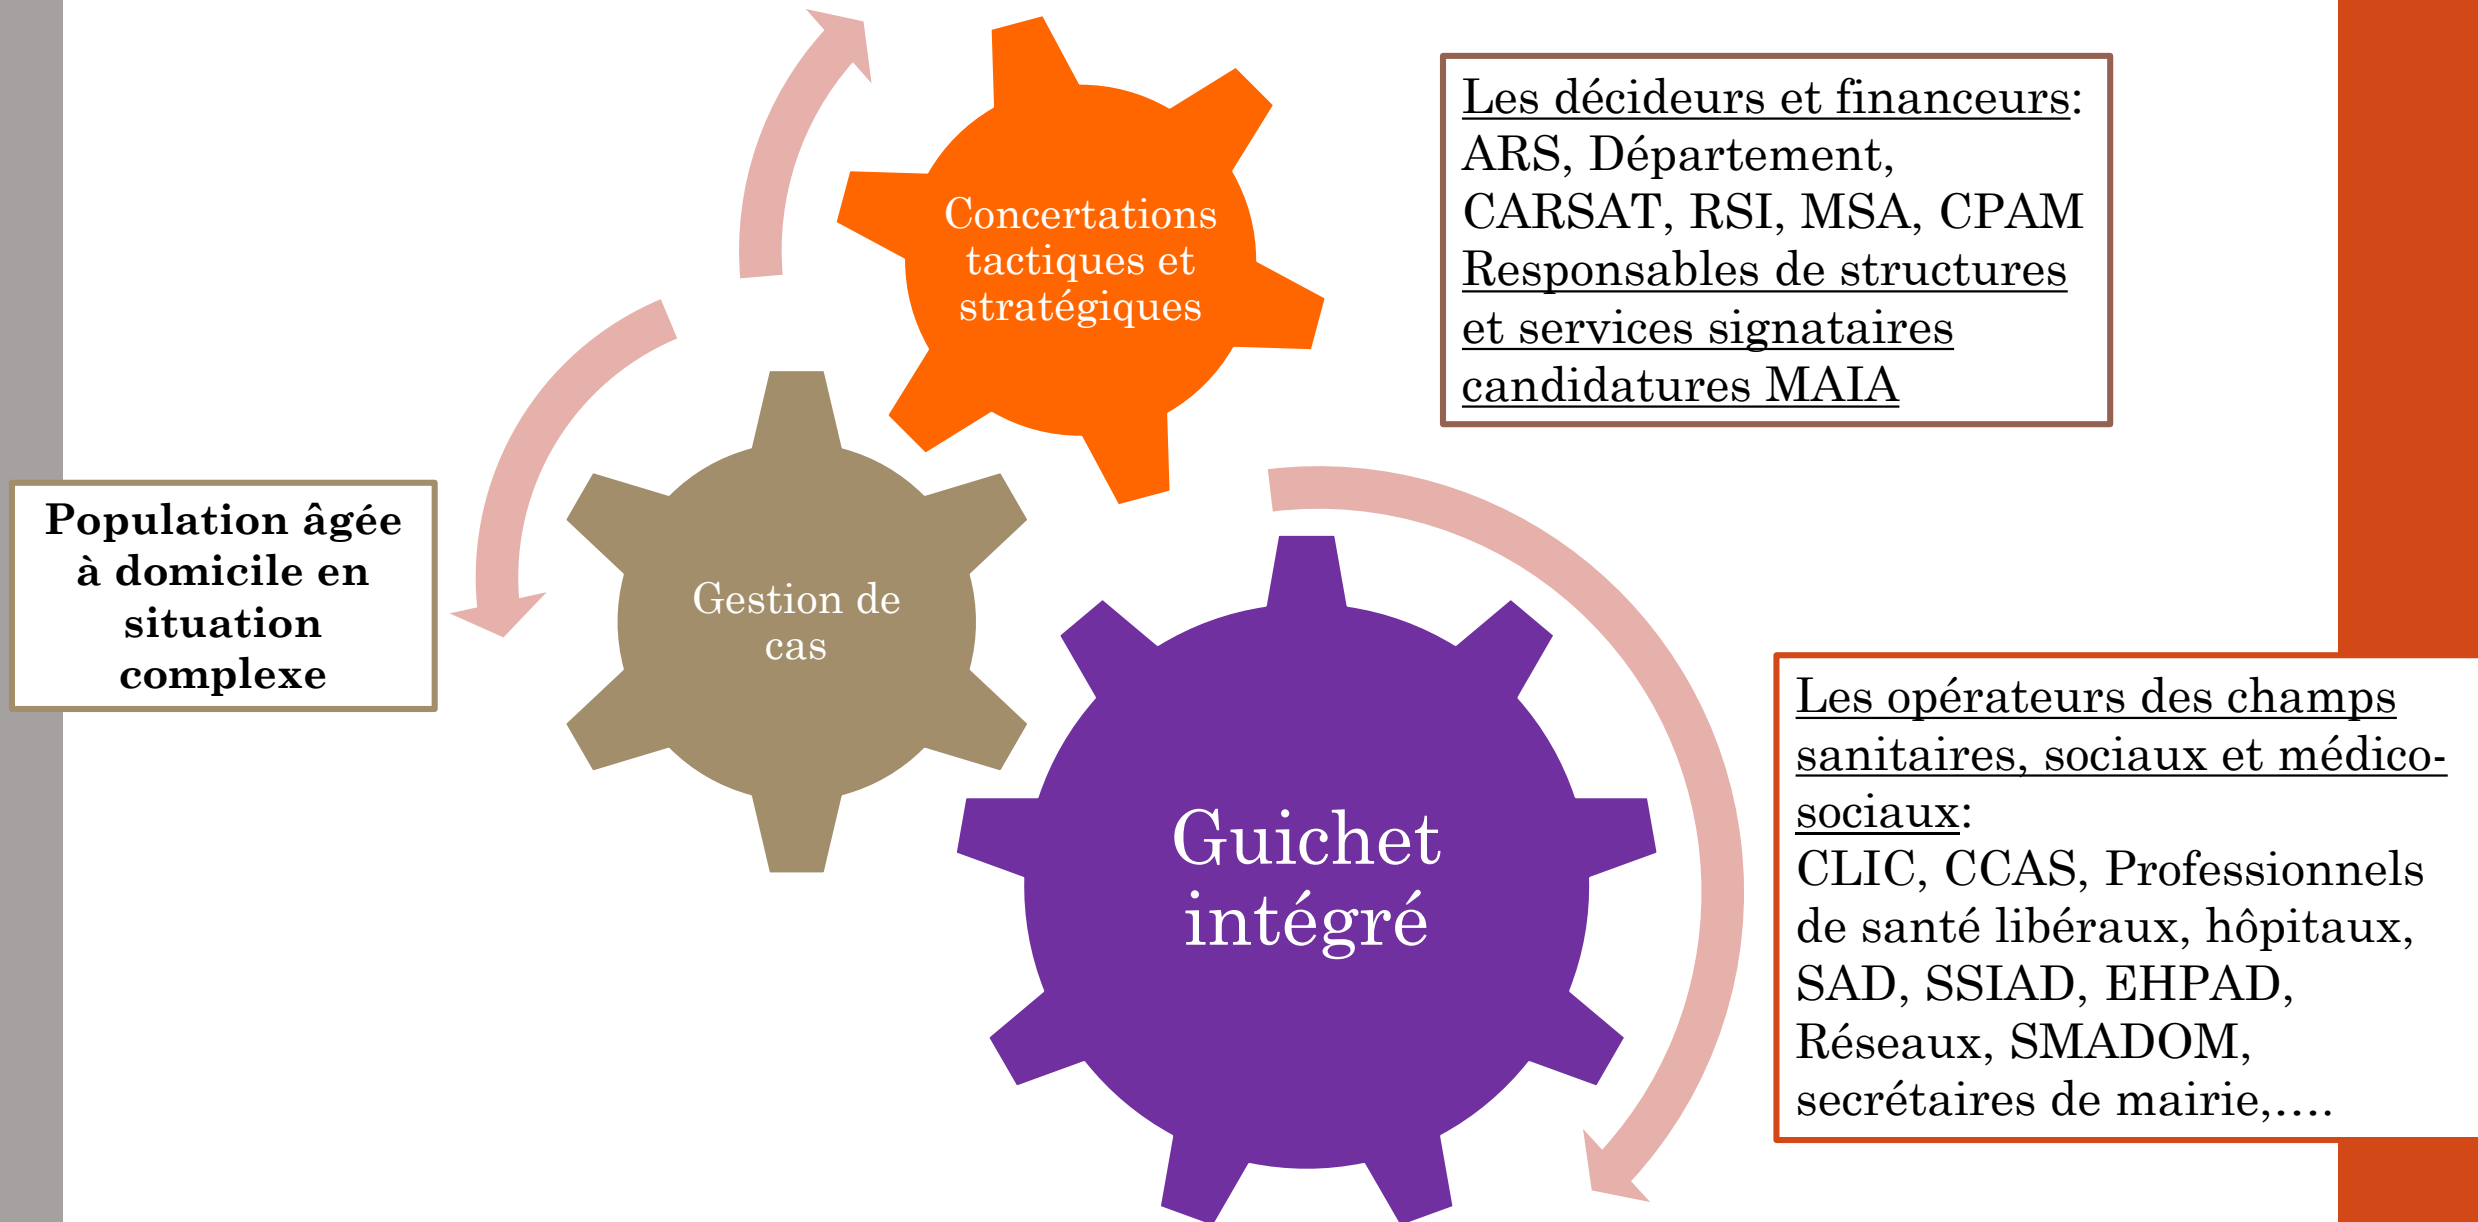 Concertations
tactiques et
stratégiques
Les décideurs et financeurs:
ARS, Département,
CARSAT, RSI, MSA, CPAM
Responsables de structures
et services signataires
candidatures MAIA
Population âgée
à domicile en
situation
complexe
Gestion de
cas
Guichet
intégré
Les opérateurs des champs
sanitaires, sociaux et médico-
sociaux:
CLIC, CCAS, Professionnels
de santé libéraux, hôpitaux,
SAD, SSIAD, EHPAD,
Réseaux, SMADOM,
secrétaires de mairie,....